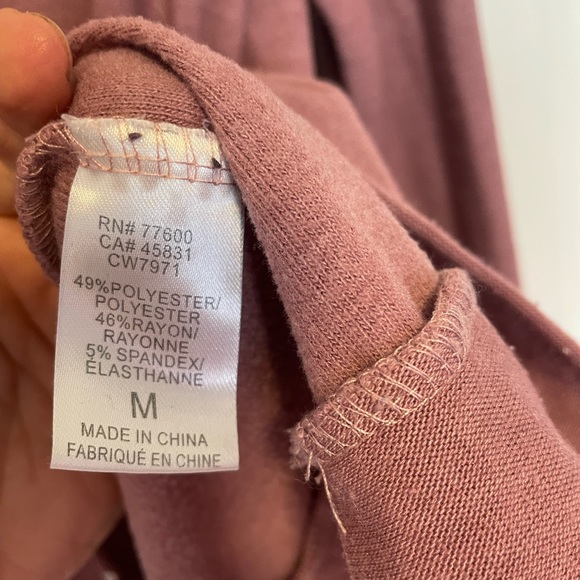 RN# 77600
CA# 45831
CW7971
49%POLYESTER/
POLYESTER
46%RAYON/
RAYONNE
5% SPANDEX/
ÉLASTHANNE
M
MADE IN CHINA
FABRIQUÉ EN CHINE